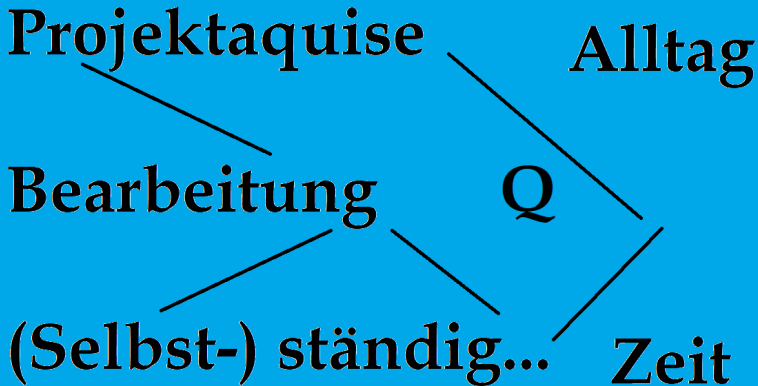 Projektaquise
Alltag
Bearbeitung
Q
(Selbst-) ständig...
Zeit